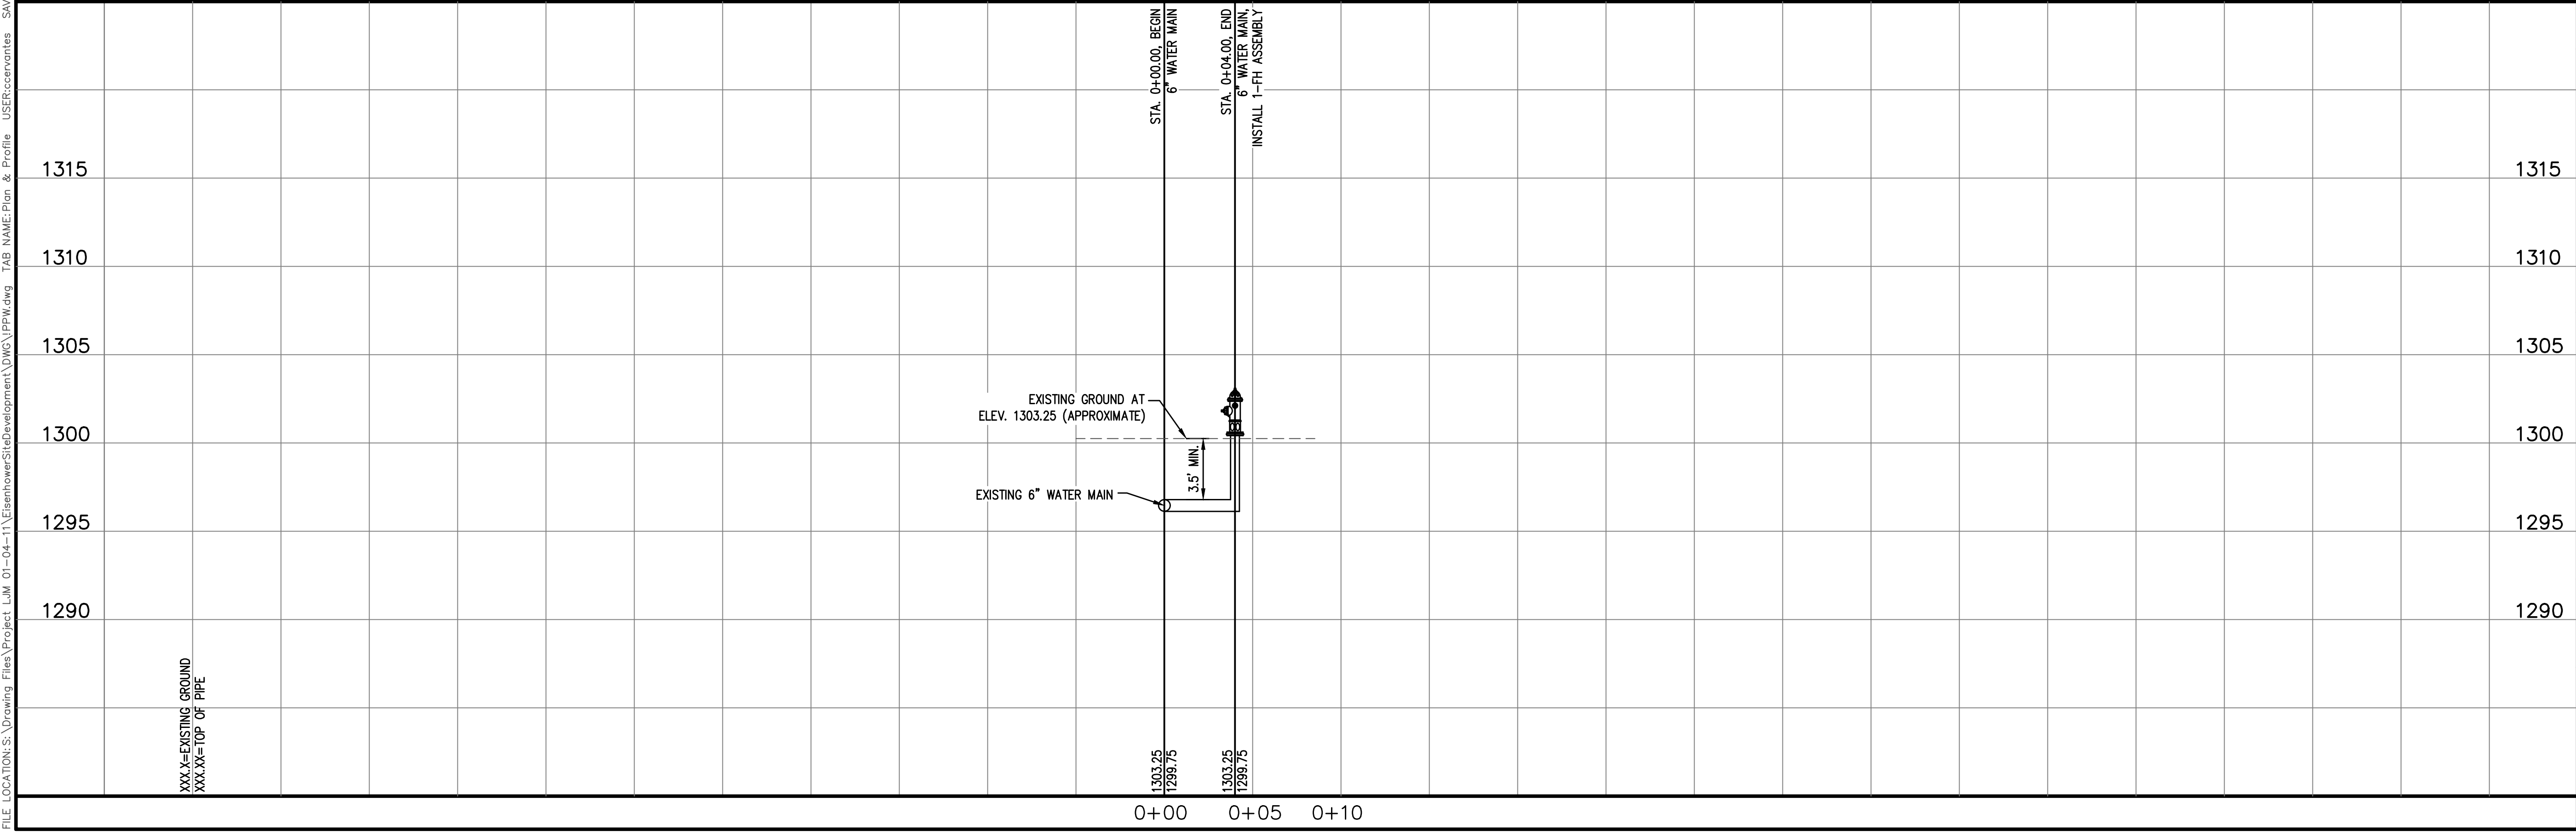 FILE LOCATION: S: \Drawing Files\Project LJM 01-04-11\EisenhowerSiteDevelopment\DWG\!PPW.dwg TAB NAME: Plan & Profile USER:ccervantes SAV
STA. 0+00.00, BEGIN
6" WATER MAIN
STA. 0+04.00, END
6" WATER MAIN,
INSTALL 1-FH ASSEMBLY
1315
1315
1310
1310
1305
1305
EXISTING GROUND AT
ELEV. 1303.25 (APPROXIMATE)
1300
1300
3.5' MIN.
EXISTING 6" WATER MAIN
1295
1295
1290
1290
XXX.X=EXISTING GROUND
XXX.XX=TOP OF PIPE
1303.25
1299.75
1303.25
1299.75
0+00
0+05
0+10